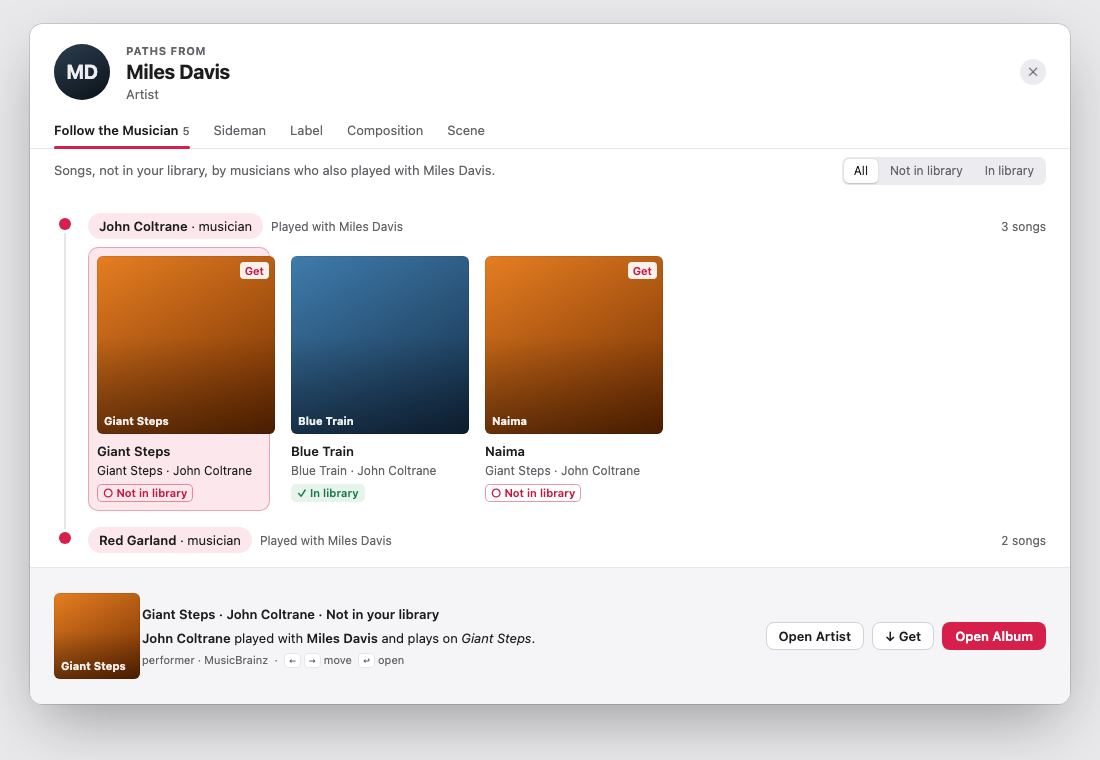 MD
PATHS FROM
Miles Davis
Artist
Follow the Musician 5 Sideman Label Composition Scene
Songs, not in your library, by musicians who also played with Miles Davis.
All Not in library In library
John Coltrane · musician Played with Miles Davis 3 songs
Get
Giant Steps
Giant Steps
Giant Steps · John Coltrane
Not in library
Blue Train
Blue Train
Blue Train · John Coltrane
✓ In library
Get
Naima
Naima
Giant Steps · John Coltrane
Not in library
Red Garland · musician Played with Miles Davis 2 songs
Giant Steps
Giant Steps · John Coltrane · Not in your library
John Coltrane played with Miles Davis and plays on Giant Steps.
performer · MusicBrainz · ← → move ↩ open
Open Artist ↓ Get Open Album